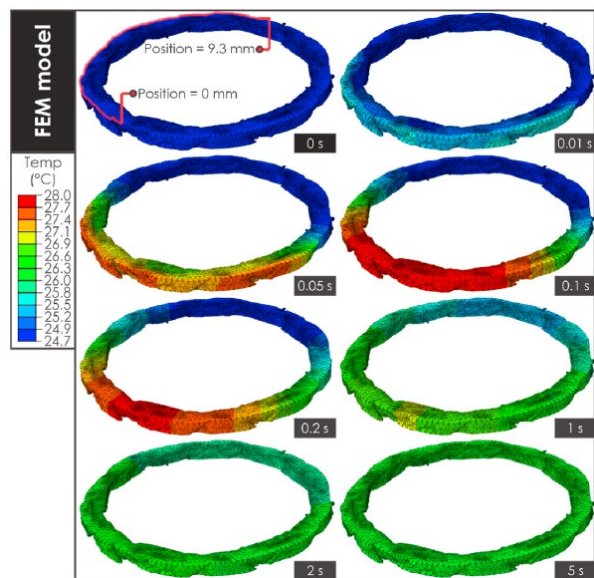 FEM model
Position = 9.3 mm
Position = 0 mm
0 s
0.01 s
Temp
(°C)
28.0
27.7
27.4
27.1
26.9
26.6
26.3
26.0
25.8
25.5
25.2
24.9
24.7
0.05 s
0.1 s
0.2 s
1 s
2 s
5 s